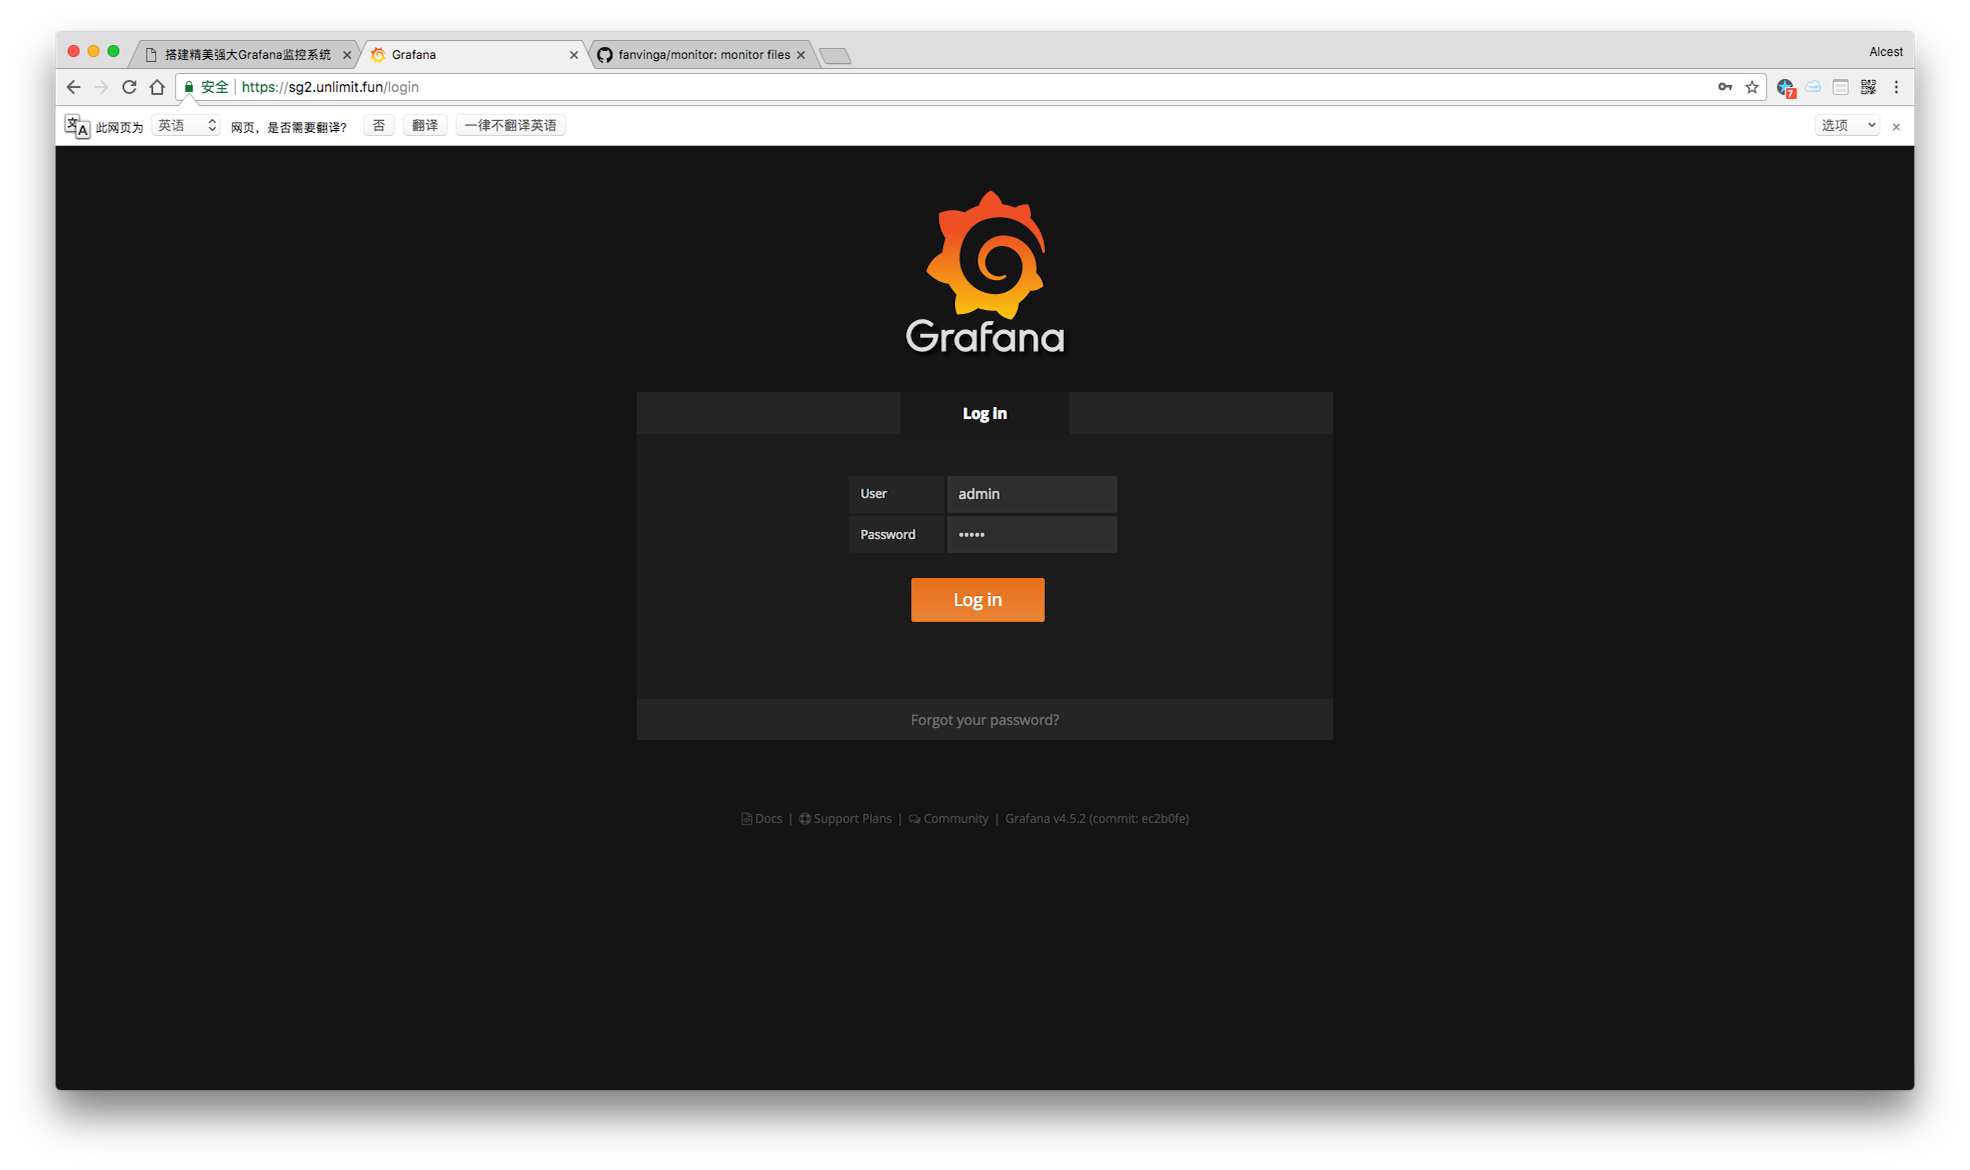 搭建精美强大Grafana监控系统
Grafana
fanvinga/monitor: monitor files
Alcest
安全 https://sg2.unlimit.fun/login
7
此网页为 英语 网页，是否需要翻译? 否 翻译 一律不翻译英语 选项
Grafana
Log in
User admin
Password •••••
Log in
Forgot your password?
Docs | Support Plans | Community | Grafana v4.5.2 (commit: ec2b0fe)